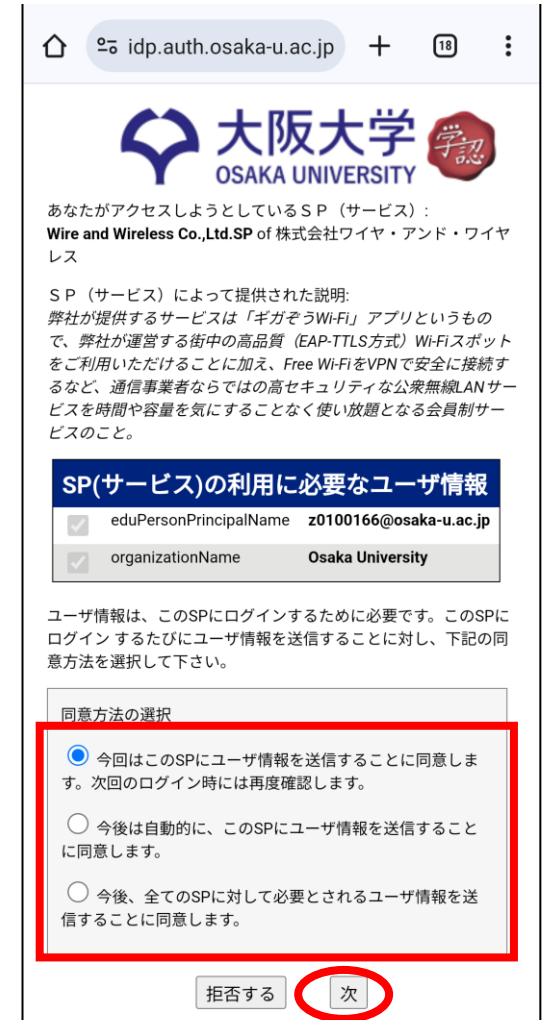 idp.auth.osaka-u.ac.jp
18
大阪大学
OSAKA UNIVERSITY
学認
あなたがアクセスしようとしているＳＰ（サービス）:
Wire and Wireless Co.,Ltd.SP of 株式会社ワイヤ・アンド・ワイヤ
レス
ＳＰ（サービス）によって提供された説明:
弊社が提供するサービスは「ギガぞうWi-Fi」アプリというもの
で、弊社が運営する街中の高品質（EAP-TTLS方式）Wi-Fiスポット
をご利用いただけることに加え、Free Wi-FiをVPNで安全に接続す
るなど、通信事業者ならではの高セキュリティな公衆無線LANサー
ビスを時間や容量を気にすることなく使い放題となる会員制サー
ビスのこと。
SP(サービス)の利用に必要なユーザ情報
eduPersonPrincipalName z0100166@osaka-u.ac.jp
organizationName Osaka University
ユーザ情報は、このSPにログインするために必要です。このSPに
ログイン するたびにユーザ情報を送信することに対し、下記の同
意方法を選択して下さい。
同意方法の選択
今回はこのSPにユーザ情報を送信することに同意しま
す。次回のログイン時には再度確認します。
今後は自動的に、このSPにユーザ情報を送信すること
に同意します。
今後、全てのSPに対して必要とされるユーザ情報を送
信することに同意します。
拒否する 次